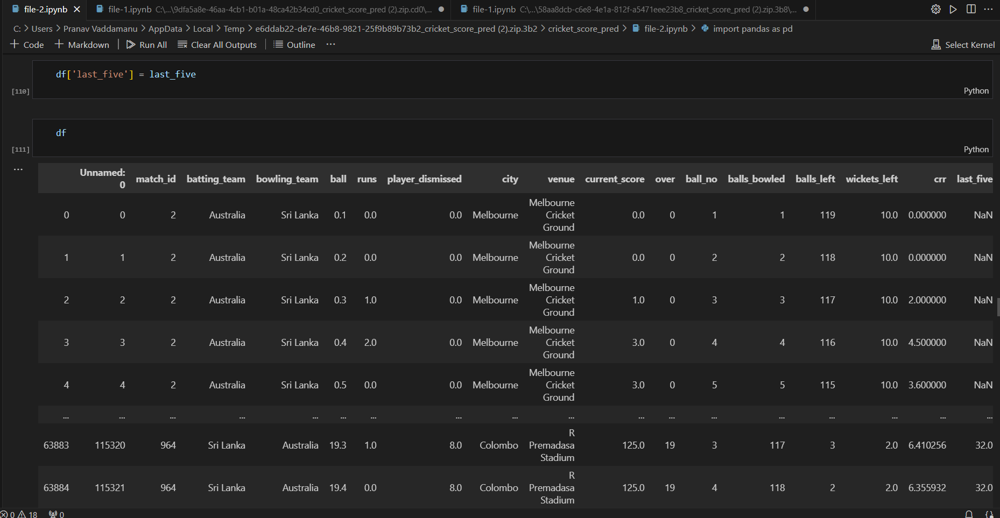 file-2.ipynb file-1.ipynb C:\...\9dfa5a8e-46aa-4cb1-b01a-48ca42b34cd0_cricket_score_pred (2).zip.cd0\... file-1.ipynb C:\...\58aa8dcb-c6e8-4e1a-812f-a5471eee23b8_cricket_score_pred (2).zip.3b8\...
C: > Users > Pranav Vaddamanu > AppData > Local > Temp > e6ddab22-de7e-46b8-9821-25f9b89b73b2_cricket_score_pred (2).zip.3b2 > cricket_score_pred > file-2.ipynb > import pandas as pd
+ Code + Markdown | Run All Clear All Outputs | Outline ... Select Kernel
df['last_five'] = last_five
[110] Python
df
[111] Python
...
Unnamed: 0 match_id batting_team bowling_team ball runs player_dismissed city venue current_score over ball_no balls_bowled balls_left wickets_left crr last_five
0 0 2 Australia Sri Lanka 0.1 0.0 0.0 Melbourne Melbourne Cricket Ground 0.0 0 1 1 119 10.0 0.000000 NaN
1 1 2 Australia Sri Lanka 0.2 0.0 0.0 Melbourne Melbourne Cricket Ground 0.0 0 2 2 118 10.0 0.000000 NaN
2 2 2 Australia Sri Lanka 0.3 1.0 0.0 Melbourne Melbourne Cricket Ground 1.0 0 3 3 117 10.0 2.000000 NaN
3 3 2 Australia Sri Lanka 0.4 2.0 0.0 Melbourne Melbourne Cricket Ground 3.0 0 4 4 116 10.0 4.500000 NaN
4 4 2 Australia Sri Lanka 0.5 0.0 0.0 Melbourne Melbourne Cricket Ground 3.0 0 5 5 115 10.0 3.600000 NaN
... ... ... ... ... ... ... ... ... ... ... ... ... ... ... ... ... ...
63883 115320 964 Sri Lanka Australia 19.3 1.0 8.0 Colombo R Premadasa Stadium 125.0 19 3 117 3 2.0 6.410256 32.0
63884 115321 964 Sri Lanka Australia 19.4 0.0 8.0 Colombo R Premadasa Stadium 125.0 19 4 118 2 2.0 6.355932 32.0
0 18 0